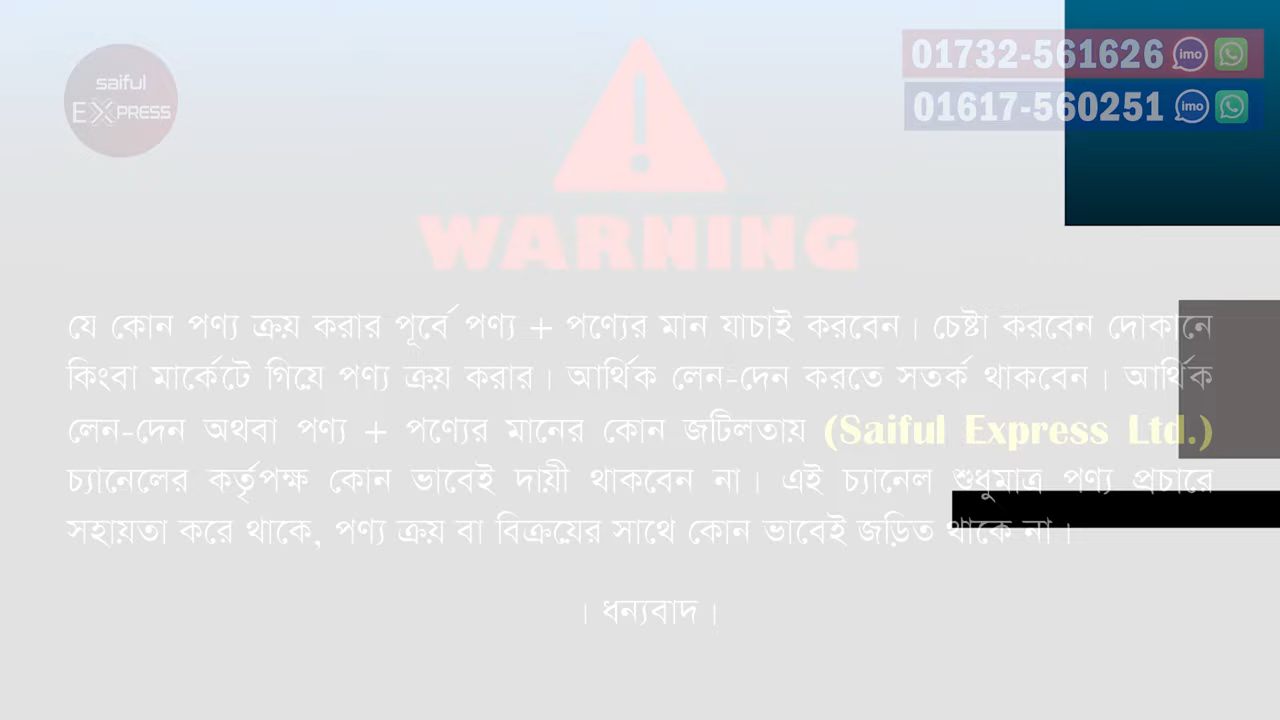 saiful
EXPRESS
01732-561626 imo
01617-560251 imo
WARNING
যে কোন পণ্য ক্রয় করার পূর্বে পণ্য + পণ্যের মান যাচাই করবেন। চেষ্টা করবেন দোকানে
কিংবা মার্কেটে গিয়ে পণ্য ক্রয় করার। আর্থিক লেন-দেন করতে সতর্ক থাকবেন। আর্থিক
লেন-দেন অথবা পণ্য + পণ্যের মানের কোন জটিলতায় (Saiful Express Ltd.)
চ্যানেলের কর্তৃপক্ষ কোন ভাবেই দায়ী থাকবেন না। এই চ্যানেল শুধুমাত্র পণ্য প্রচারে
সহায়তা করে থাকে, পণ্য ক্রয় বা বিক্রয়ের সাথে কোন ভাবেই জড়িত থাকে না।
। ধন্যবাদ।